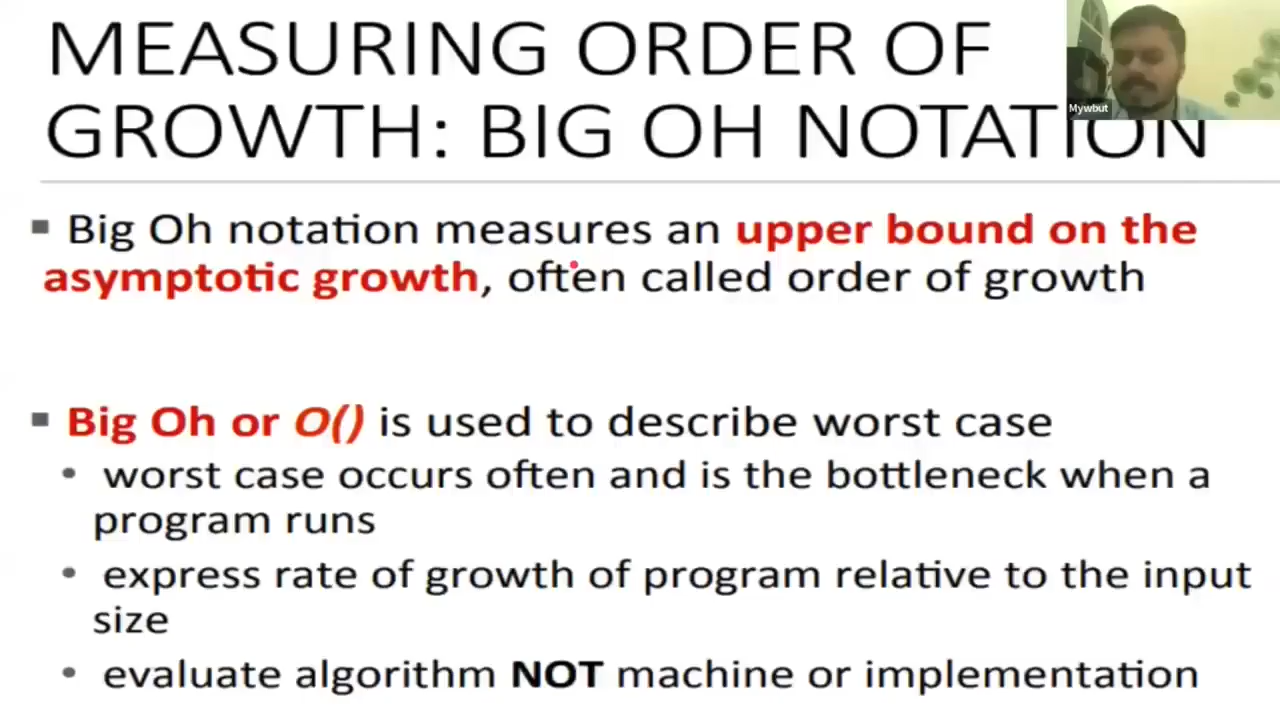 MEASURING ORDER OF
GROWTH: BIG OH NOTATION
Mywbut
▪ Big Oh notation measures an upper bound on the
asymptotic growth, often called order of growth
▪ Big Oh or O() is used to describe worst case
• worst case occurs often and is the bottleneck when a
program runs
• express rate of growth of program relative to the input
size
• evaluate algorithm NOT machine or implementation